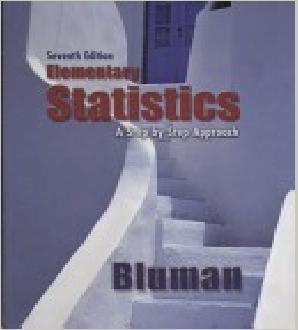 Seventh Edition
Elementary
Statistics
A Step by Step Approach
Bluman